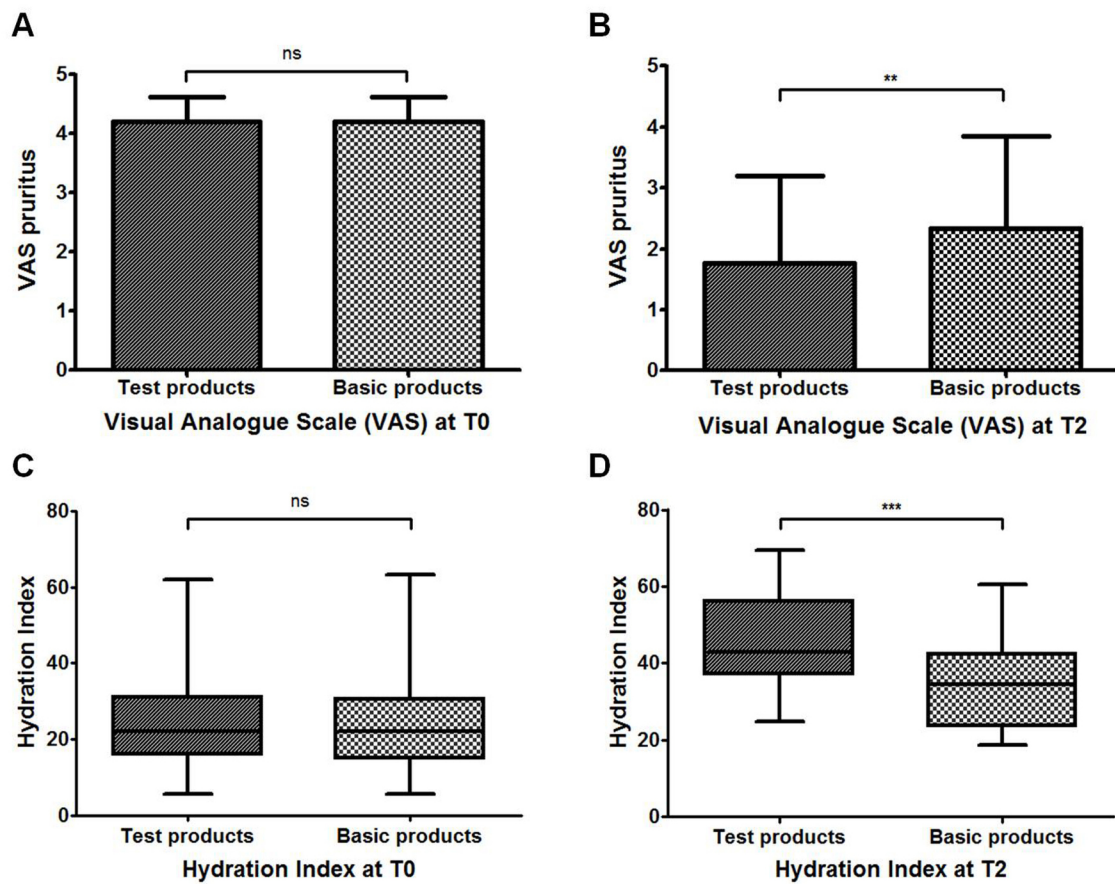 A
ns
5
4
3
2
1
0
VAS pruritus
Test products
Basic products
Visual Analogue Scale (VAS) at T0
B
**
5
4
3
2
1
0
VAS pruritus
Test products
Basic products
Visual Analogue Scale (VAS) at T2
C
ns
80
60
40
20
0
Hydration Index
Test products
Basic products
Hydration Index at T0
D
***
80
60
40
20
0
Hydration Index
Test products
Basic products
Hydration Index at T2